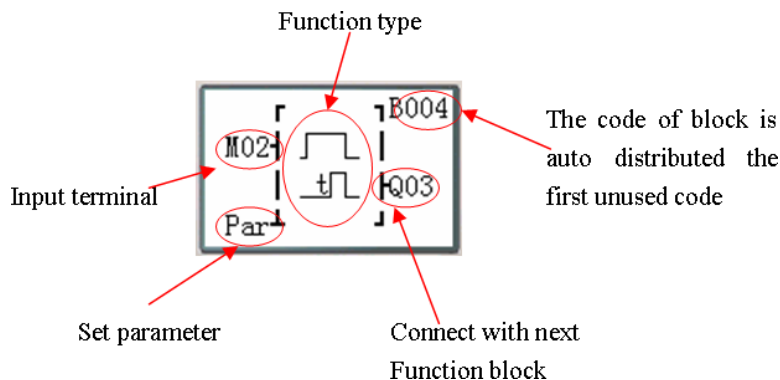 Function type
B004
M02
t
Q03
Par
Input terminal
The code of block is
auto distributed the
first unused code
Set parameter
Connect with next
Function block